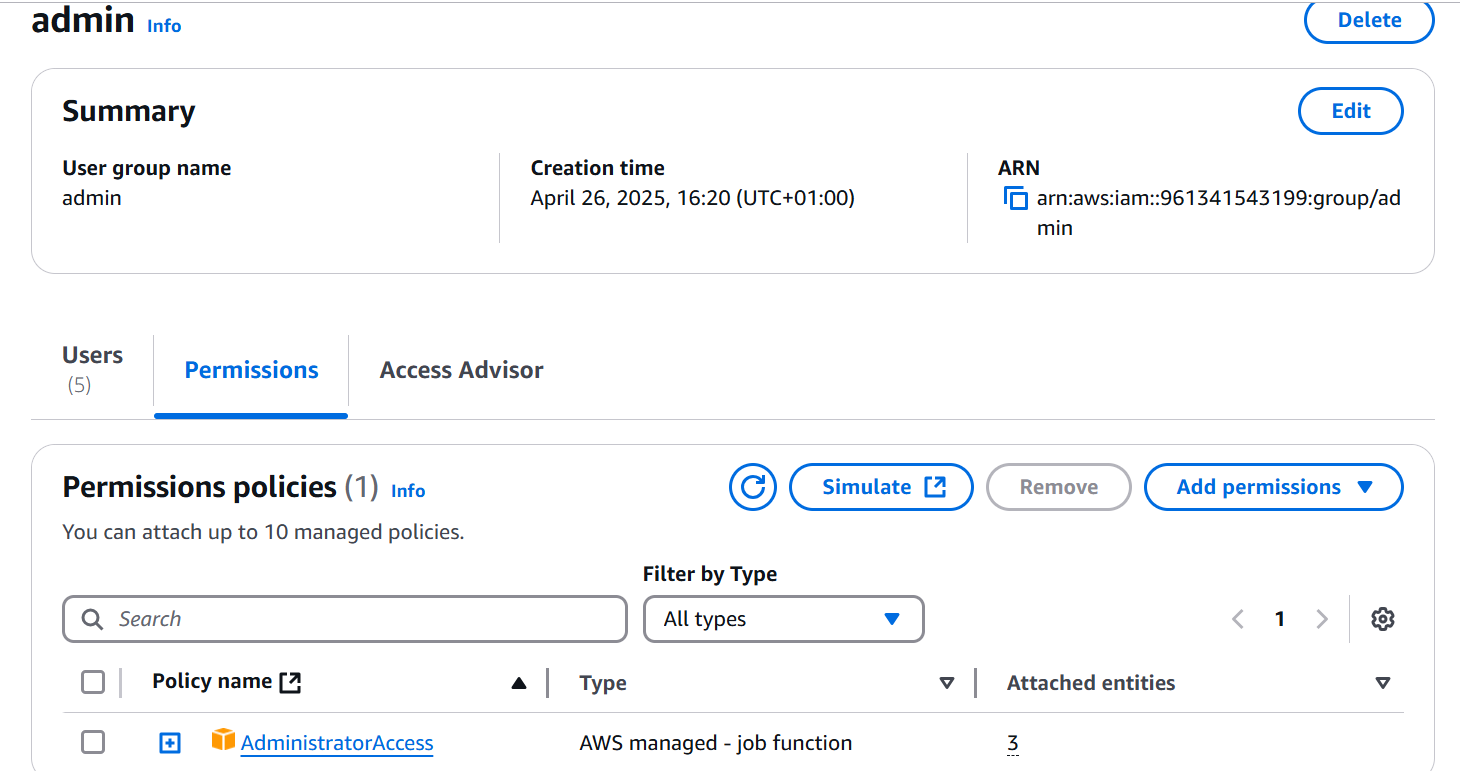 admin Info
Delete
Summary
Edit
User group name
admin
Creation time
April 26, 2025, 16:20 (UTC+01:00)
ARN
arn:aws:iam::961341543199:group/ad
min
Users
(5)
Permissions
Access Advisor
Permissions policies (1) Info
Simulate
Remove
Add permissions
You can attach up to 10 managed policies.
Filter by Type
Search
All types
1
Policy name
Type
Attached entities
AdministratorAccess
AWS managed - job function
3